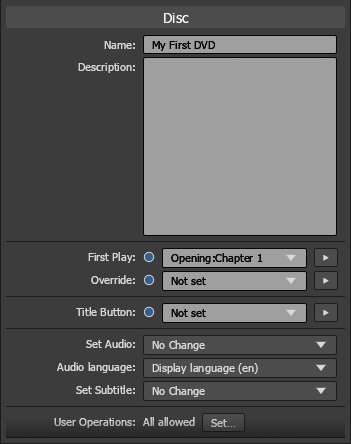 Disc
Name: My First DVD
Description:
First Play: Opening:Chapter 1
Override: Not set
Title Button: Not set
Set Audio: No Change
Audio language: Display language (en)
Set Subtitle: No Change
User Operations: All allowed Set...